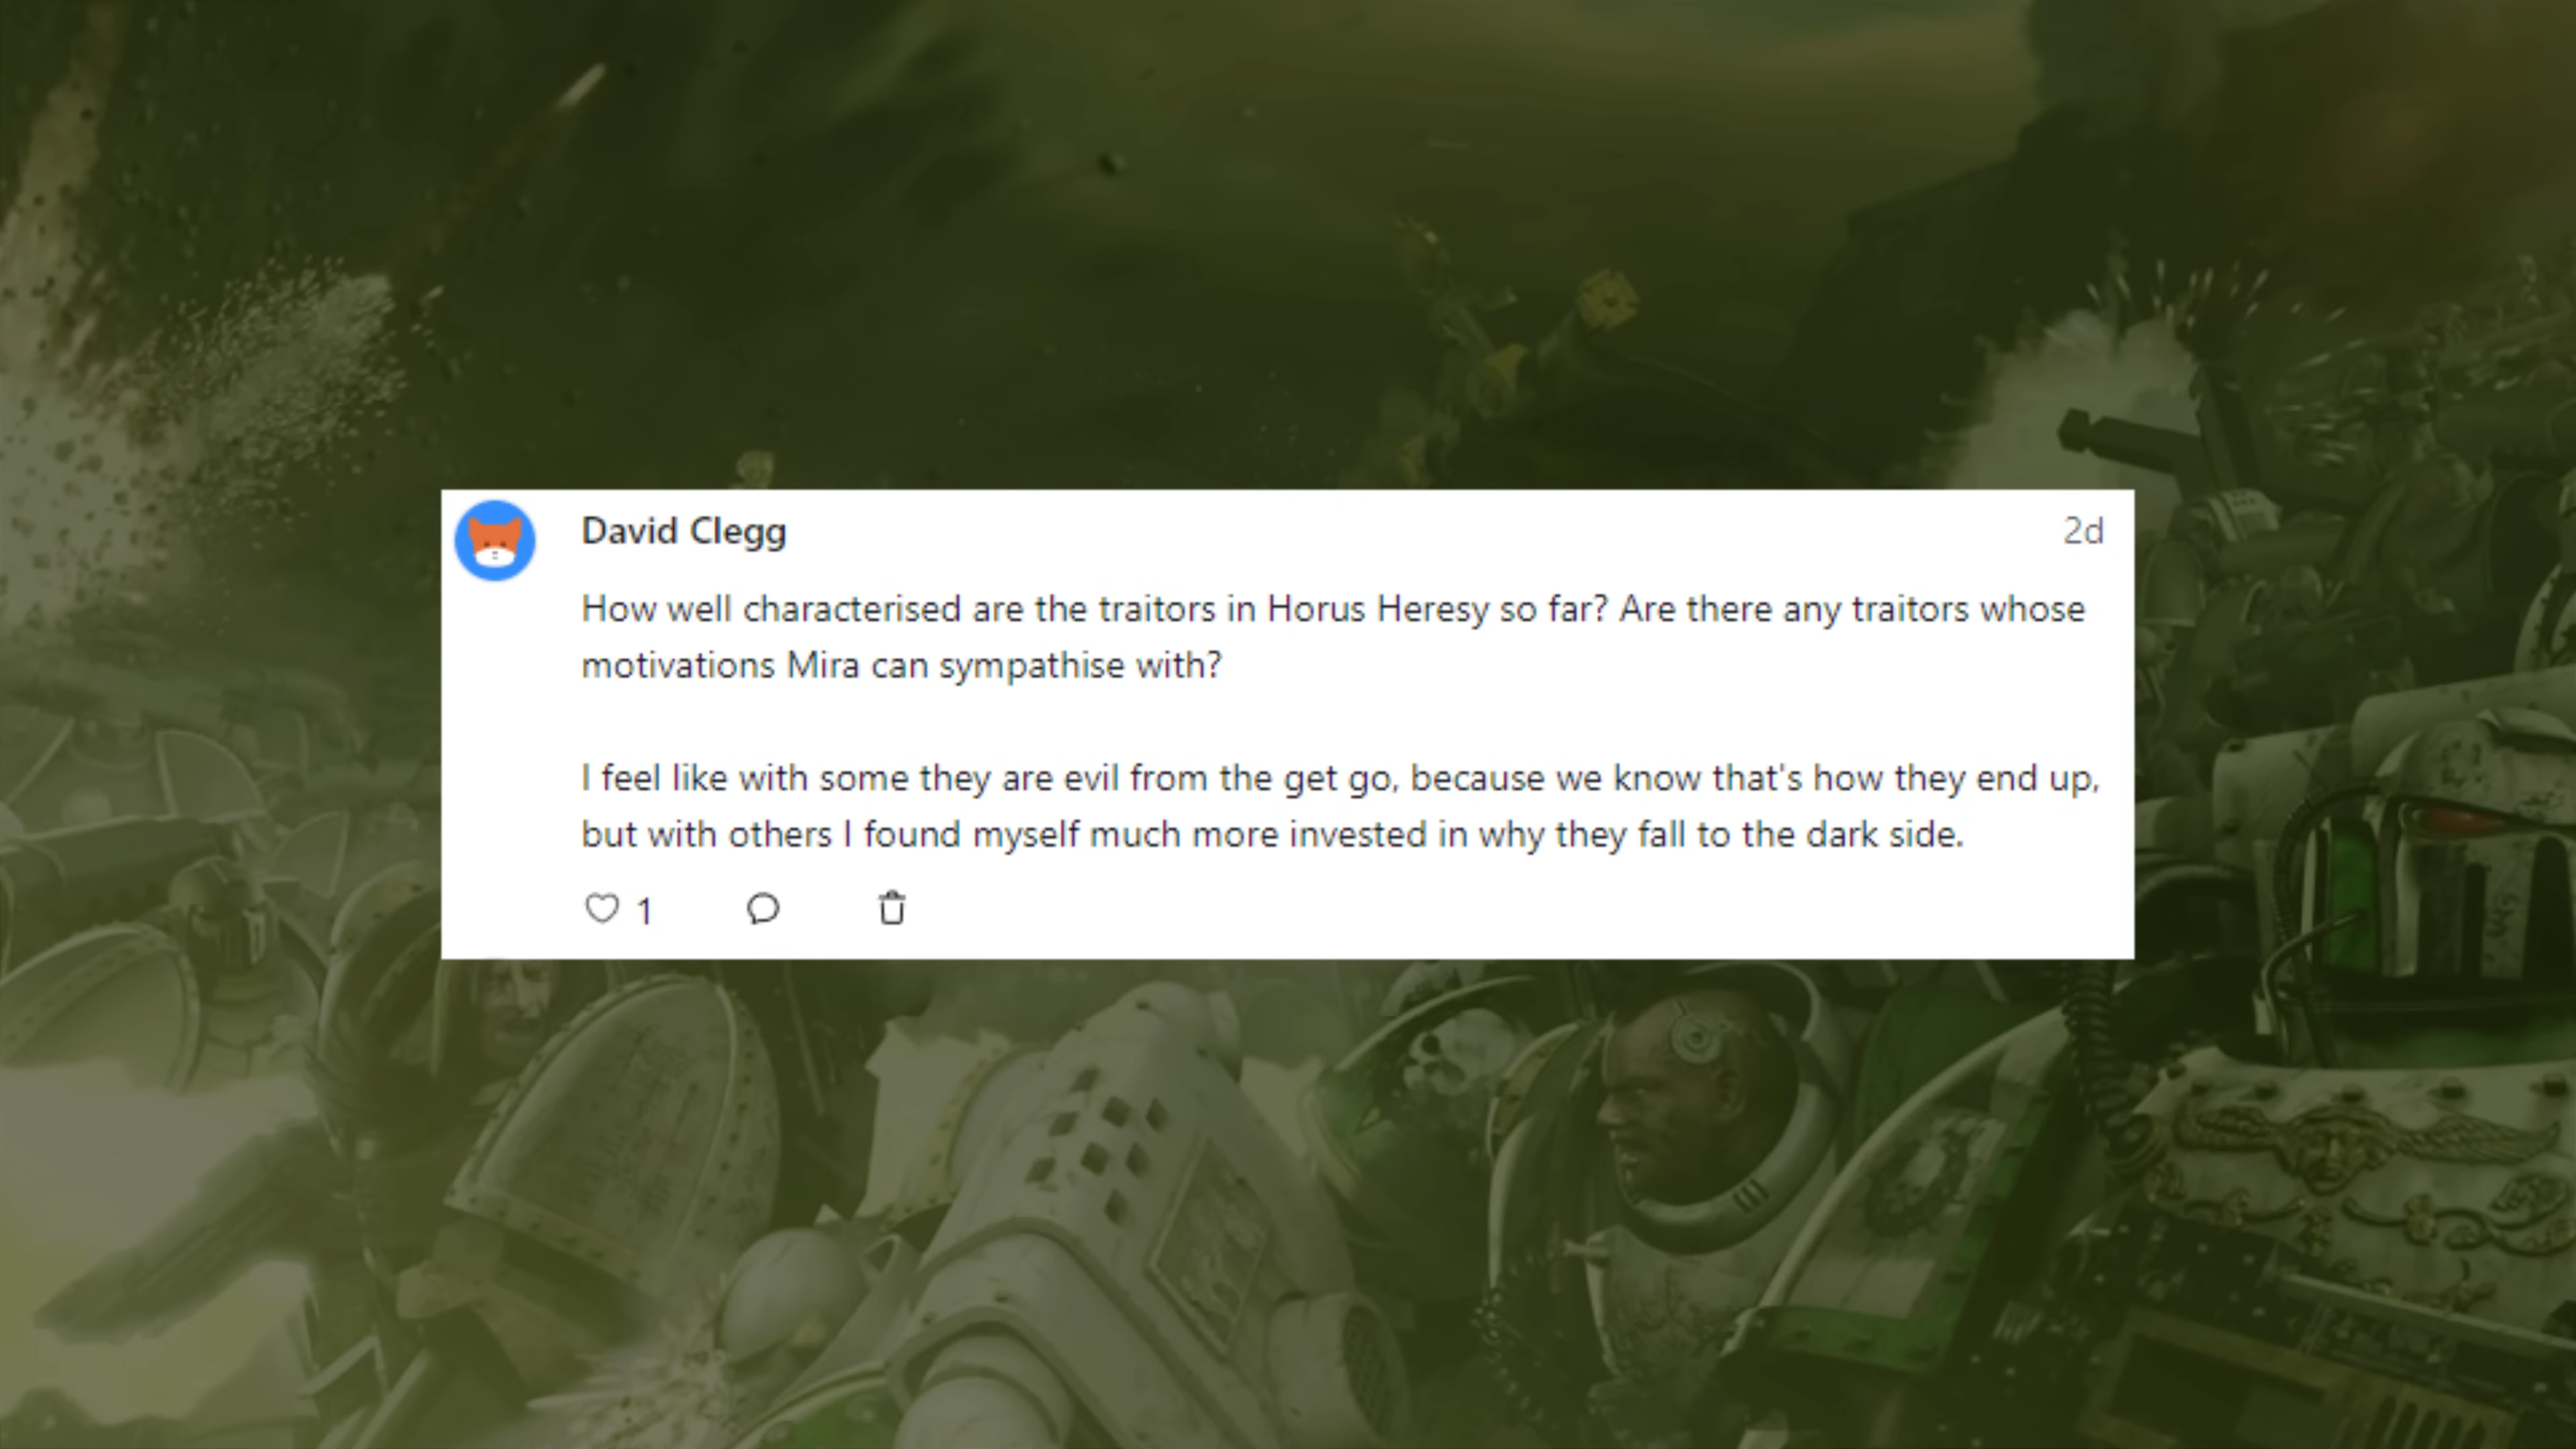 David Clegg 2d
How well characterised are the traitors in Horus Heresy so far? Are there any traitors whose
motivations Mira can sympathise with?
I feel like with some they are evil from the get go, because we know that's how they end up,
but with others I found myself much more invested in why they fall to the dark side.
1